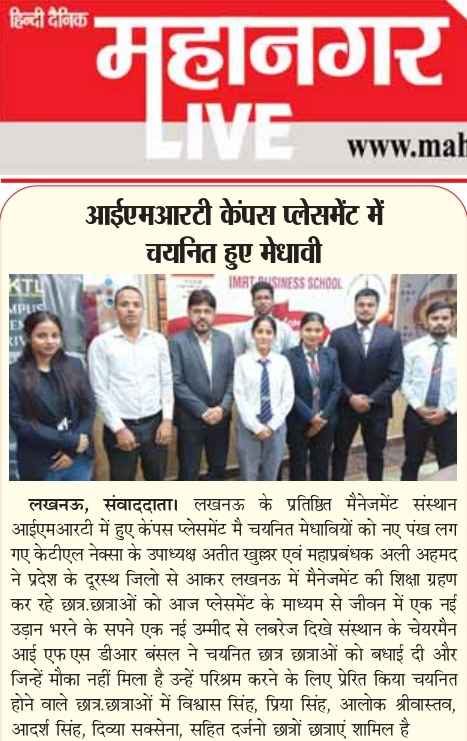 हिन्दी दैनिक
महानगर
LIVE
www.mah
आईएमआरटी केंपस प्लेसमेंट में
चयनित हुए मेधावी
KTL
IMRT BUSINESS SCHOOL
लखनऊ, संवाददाता। लखनऊ के प्रतिष्ठित मैनेजमेंट संस्थान
आईएमआरटी में हुए केंपस प्लेसमेंट मै चयनित मेधावियों को नए पंख लग
गए केटीएल नेक्सा के उपाध्यक्ष अतीत खुल्लर एवं महाप्रबंधक अली अहमद
ने प्रदेश के दूरस्थ जिलो से आकर लखनऊ में मैनेजमेंट की शिक्षा ग्रहण
कर रहे छात्र.छात्राओं को आज प्लेसमेंट के माध्यम से जीवन में एक नई
उड़ान भरने के सपने एक नई उम्मीद से लबरेज दिखे संस्थान के चेयरमैन
आई एफ एस डीआर बंसल ने चयनित छात्र छात्राओं को बधाई दी और
जिन्हें मौका नहीं मिला है उन्हें परिश्रम करने के लिए प्रेरित किया चयनित
होने वाले छात्र.छात्राओं में विश्वास सिंह, प्रिया सिंह, आलोक श्रीवास्तव,
आदर्श सिंह, दिव्या सक्सेना, सहित दर्जनो छात्रों छात्राएं शामिल है